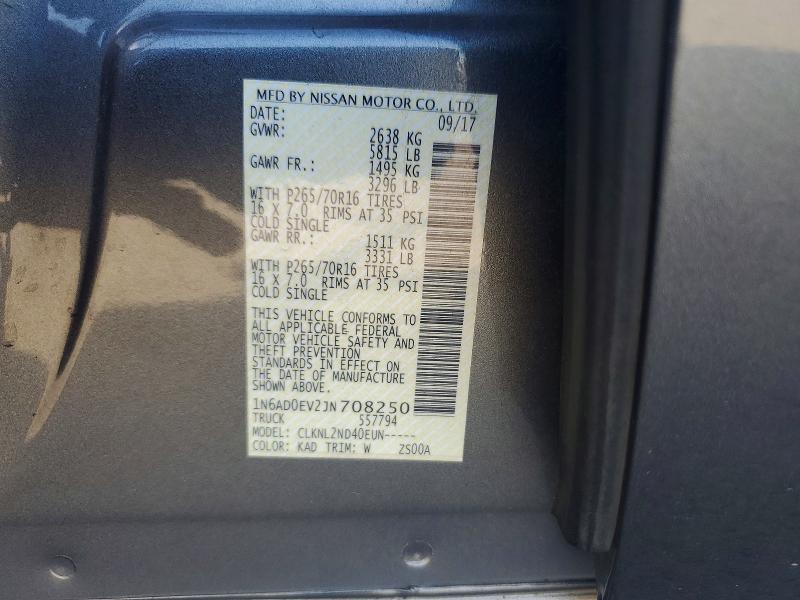 MFD BY NISSAN MOTOR CO., LTD.
DATE: 09/17
GVWR: 2638 KG
5815 LB
GAWR FR.: 1495 KG
3296 LB
WITH P265/70R16 TIRES
16 X 7.0 RIMS AT 35 PSI
COLD SINGLE
GAWR RR.: 1511 KG
3331 LB
WITH P265/70R16 TIRES
16 X 7.0 RIMS AT 35 PSI
COLD SINGLE
THIS VEHICLE CONFORMS TO
ALL APPLICABLE FEDERAL
MOTOR VEHICLE SAFETY AND
THEFT PREVENTION
STANDARDS IN EFFECT ON
THE DATE OF MANUFACTURE
SHOWN ABOVE.
1N6AD0EV2JN708250
TRUCK 557794
MODEL: CLKNL2ND40EUN-----
COLOR: KAD TRIM: W ZS00A